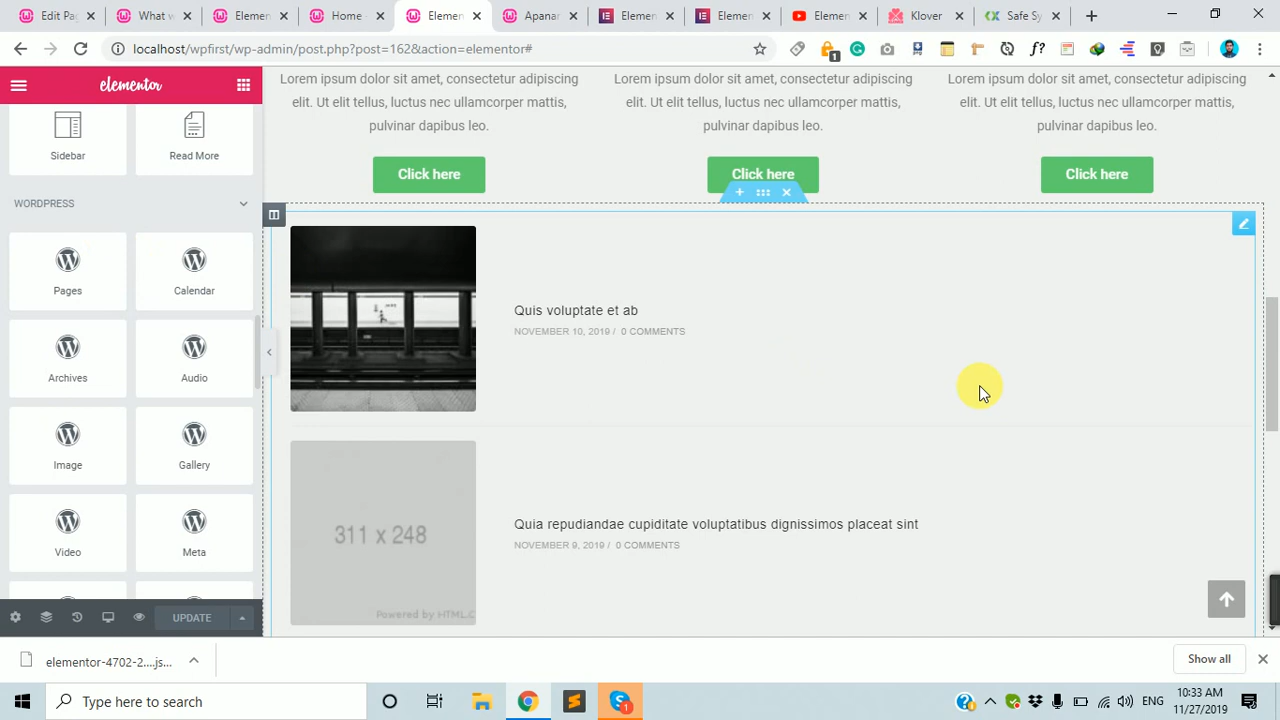 Edit Pag
What w
Elemen
Home
Elemen
Apanar
Elemen
Elemen
Elemen
Klover
Safe Sy
localhost/wpfirst/wp-admin/post.php?post=162&action=elementor#
1
elementor
Sidebar
Read More
WORDPRESS
Pages
Calendar
Archives
Audio
Image
Gallery
Video
Meta
UPDATE
Lorem ipsum dolor sit amet, consectetur adipiscing
elit. Ut elit tellus, luctus nec ullamcorper mattis,
pulvinar dapibus leo.
Click here
Lorem ipsum dolor sit amet, consectetur adipiscing
elit. Ut elit tellus, luctus nec ullamcorper mattis,
pulvinar dapibus leo.
Click here
Lorem ipsum dolor sit amet, consectetur adipiscing
elit. Ut elit tellus, luctus nec ullamcorper mattis,
pulvinar dapibus leo.
Click here
Quis voluptate et ab
NOVEMBER 10, 2019 / 0 COMMENTS
311 x 248
Powered by HTML.C
Quia repudiandae cupiditate voluptatibus dignissimos placeat sint
NOVEMBER 9, 2019 / 0 COMMENTS
elementor-4702-2....js...
Show all
Type here to search
1
ENG
10:33 AM
11/27/2019